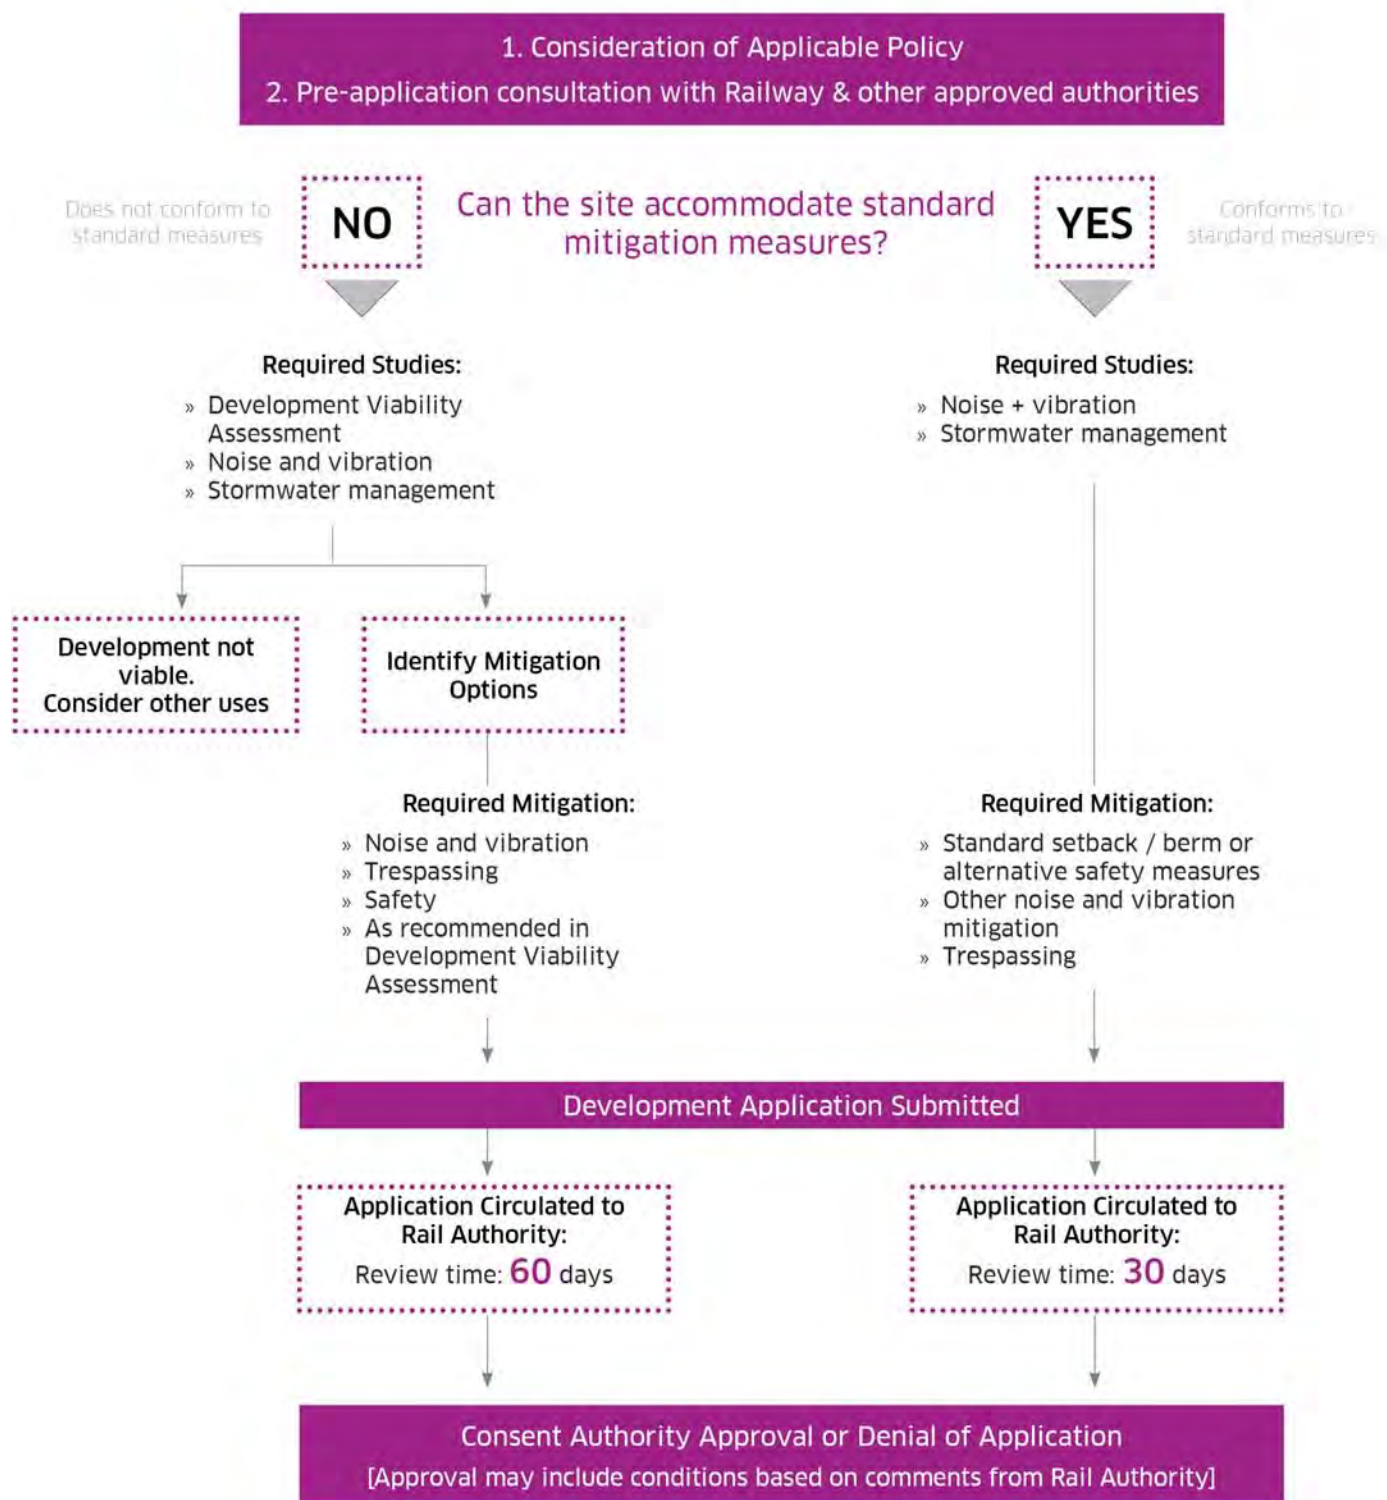 1. Consideration of Applicable Policy
2. Pre-application consultation with Railway & other approved authorities
Does not conform to
standard measures
NO
Can the site accommodate standard
mitigation measures?
YES
Conforms to
standard measures
Required Studies:
» Development Viability
Assessment
» Noise and vibration
» Stormwater management
Required Studies:
» Noise + vibration
» Stormwater management
Development not
viable.
Consider other uses
Identify Mitigation
Options
Required Mitigation:
» Noise and vibration
» Trespassing
» Safety
» As recommended in
Development Viability
Assessment
Required Mitigation:
» Standard setback / berm or
alternative safety measures
» Other noise and vibration
mitigation
» Trespassing
Development Application Submitted
Application Circulated to
Rail Authority:
Review time: 60 days
Application Circulated to
Rail Authority:
Review time: 30 days
Consent Authority Approval or Denial of Application
[Approval may include conditions based on comments from Rail Authority]